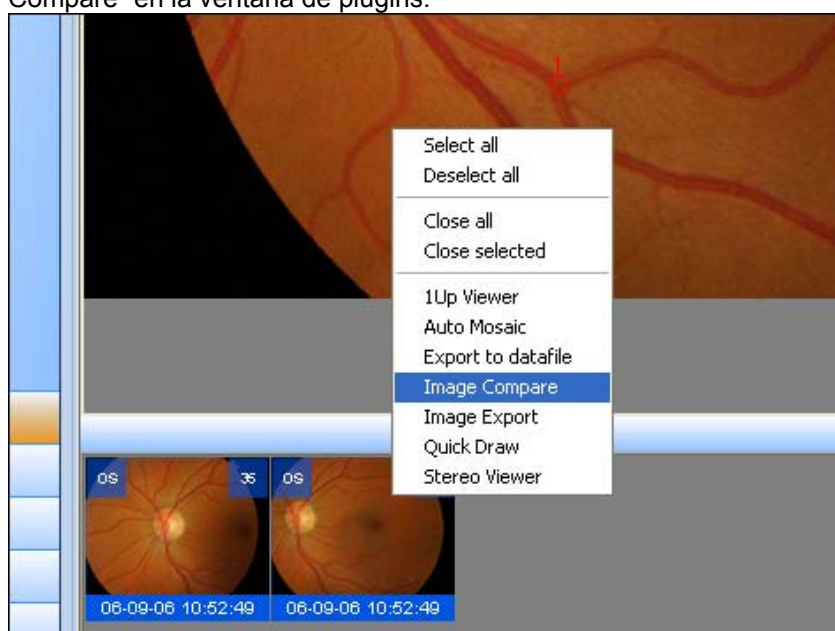 Compare" en la ventana de plugins.
Select all
Deselect all
Close all
Close selected
1Up Viewer
Auto Mosaic
Export to datafile
Image Compare
Image Export
Quick Draw
Stereo Viewer
OS 35 OS
06-09-06 10:52:49 06-09-06 10:52:49